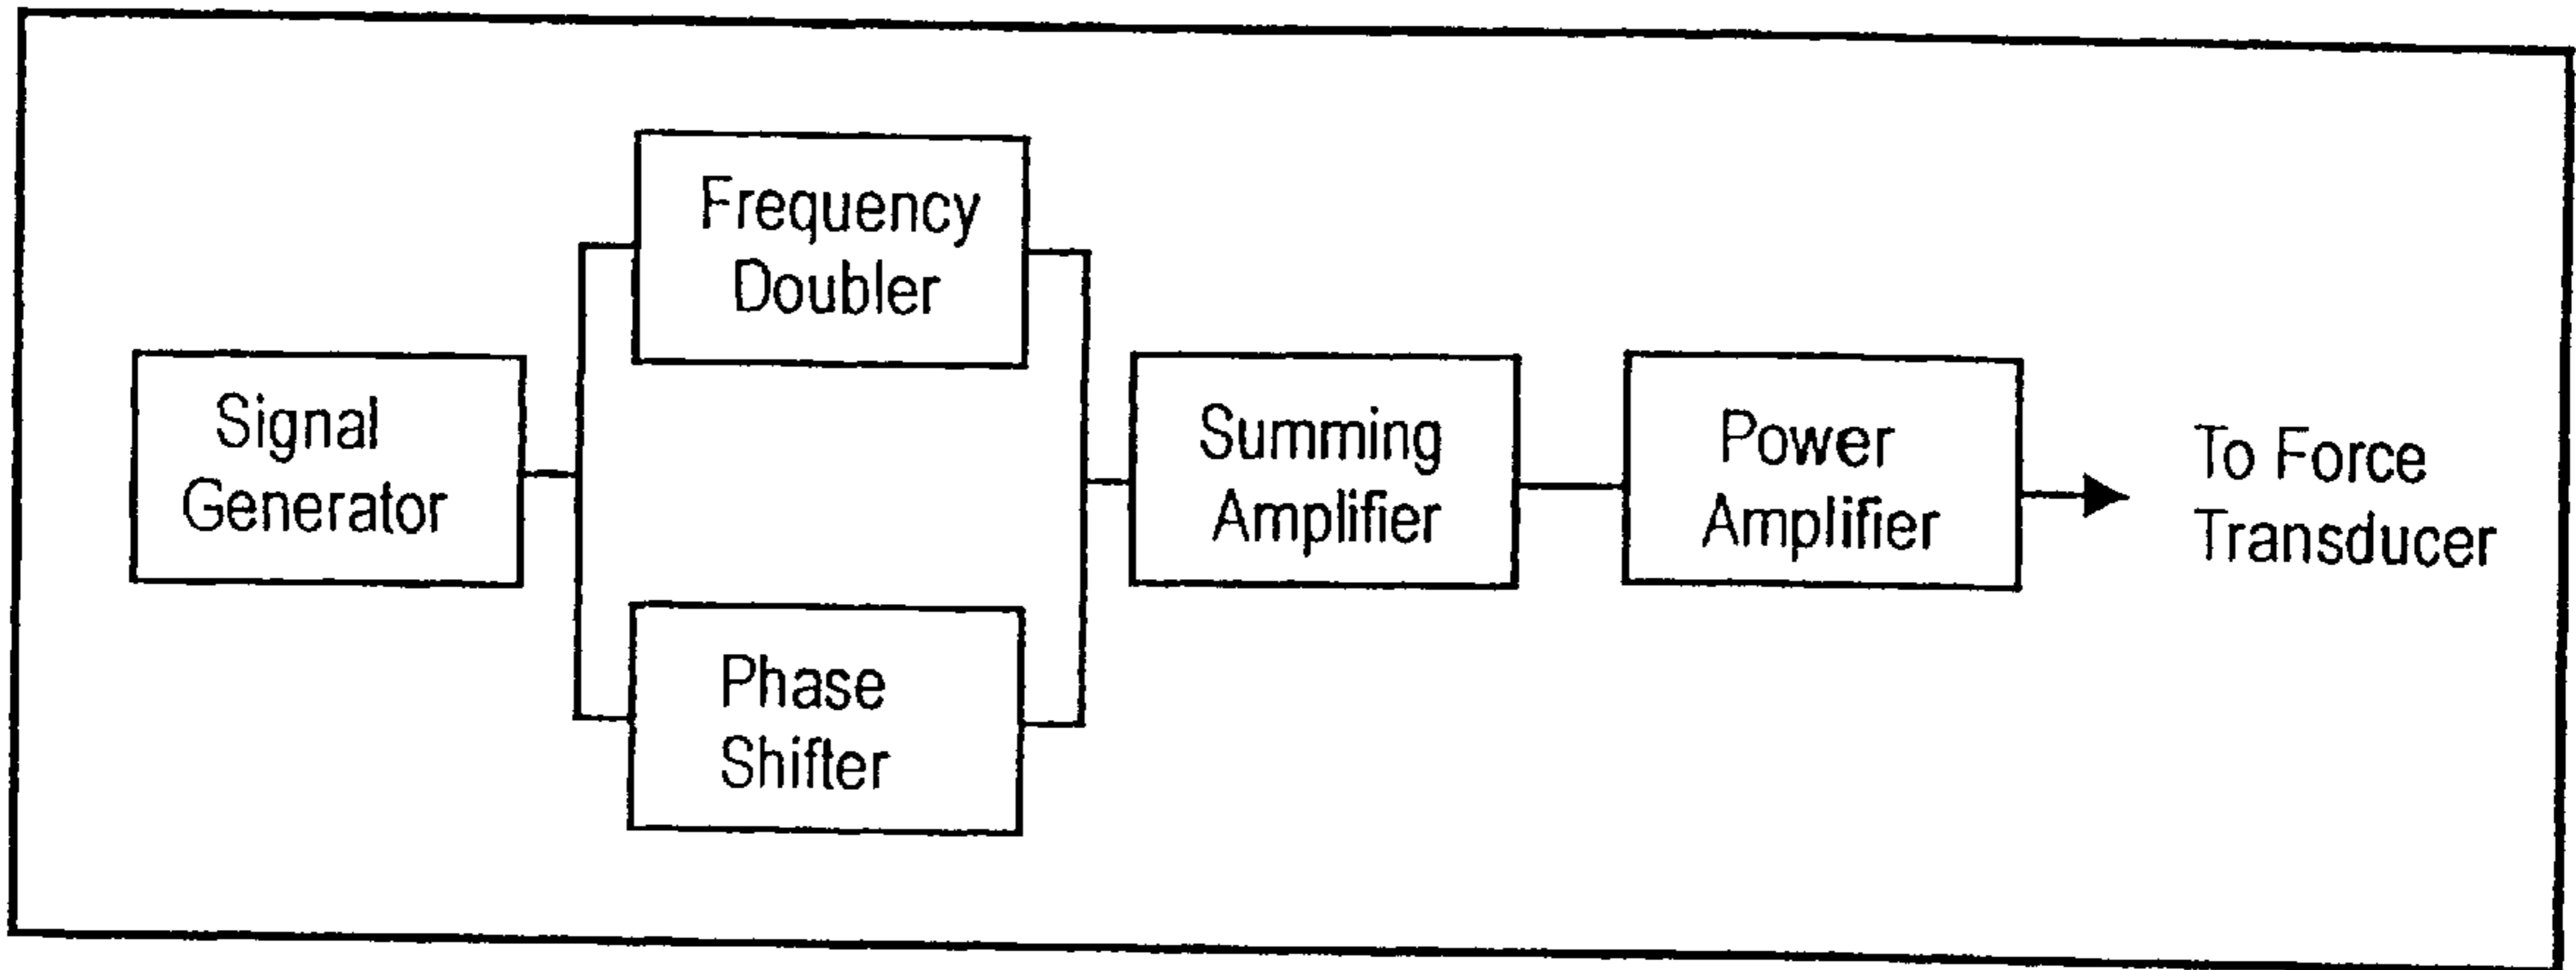 Signal
Generator
Frequency
Doubler
Phase
Shifter
Summing
Amplifier
Power
Amplifier
To Force
Transducer